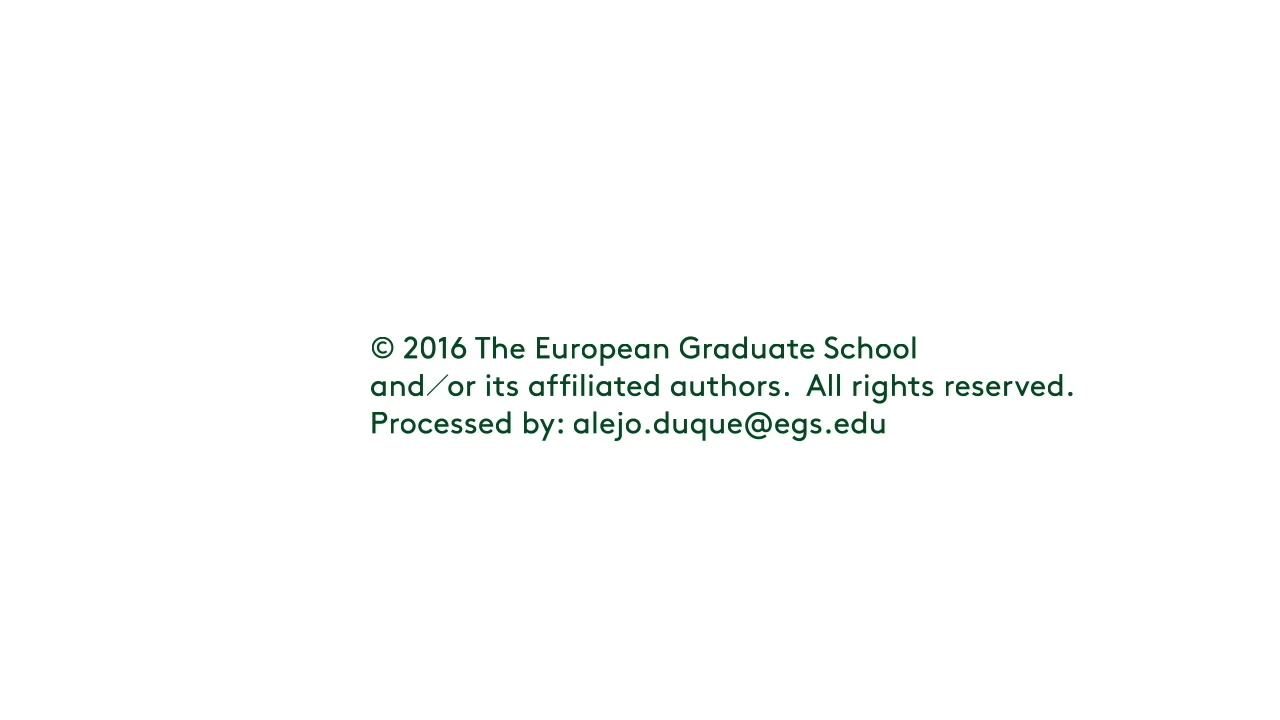 © 2016 The European Graduate School
and/or its affiliated authors. All rights reserved.
Processed by: alejo.duque@egs.edu